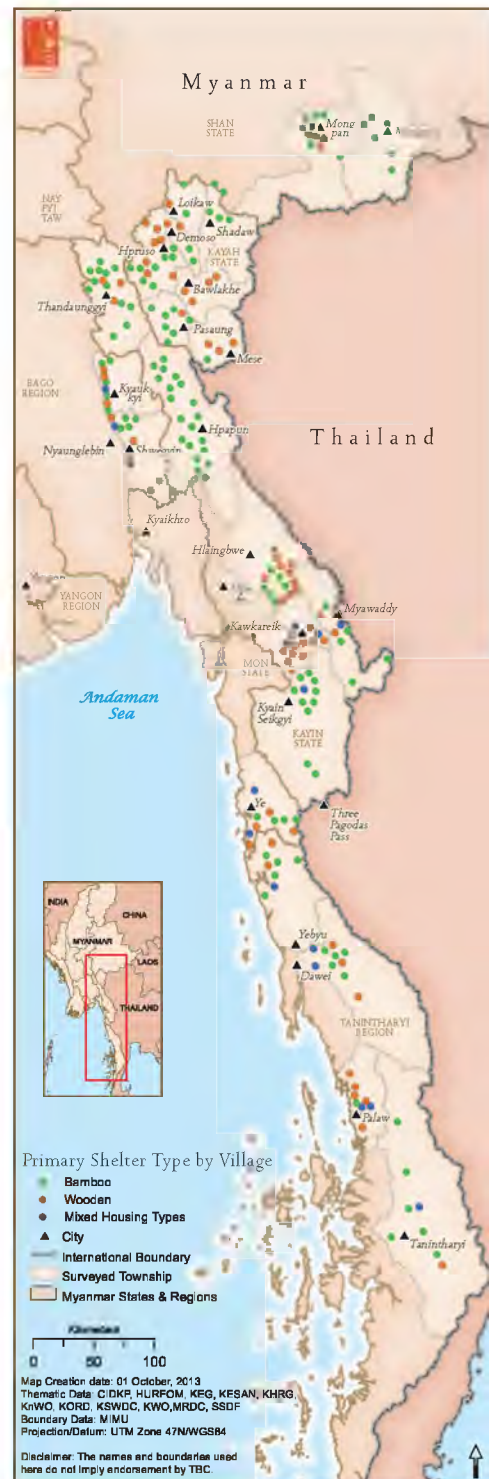 Myanmar
SHAN
STATE
Mong
pan
NAY
PYI
TAW
Loikaw
Shadaw
Demoso
Hpruso
KAYAH
STATE
Bawlakhe
Thandaunggyi
Pasaung
Mese
BAGO
REGION
Kyauk
kyi
Hpapun
Thailand
Nyaunglebin
Shwegyin
Kyaikhto
Hlaingbwe
YANGON
REGION
Myawaddy
Kawkareik
MON
STATE
Andaman
Sea
Kyain
Seikgyi
KAYIN
STATE
Ye
Three
Pagodas
Pass
INDIA
CHINA
MYANMAR
LAOS
THAILAND
Yebyu
Dawei
TANINTHARYI
REGION
Palaw
Tanintharyi
Primary Shelter Type by Village
Bamboo
Wooden
Mixed Housing Types
City
International Boundary
Surveyed Township
Myanmar States & Regions
Kilometers
0 50 100
Map Creation date: 01 October, 2013
Thematic Data: CIDKP, HURFOM, KEG, KESAN, KHRG,
KnWO, KORD, KSWDC, KWO,MRDC, SSDF
Boundary Data: MIMU
Projection/Datum: UTM Zone 47N/WGS84
Disclaimer: The names and boundaries used
here do not imply endorsement by TBC.